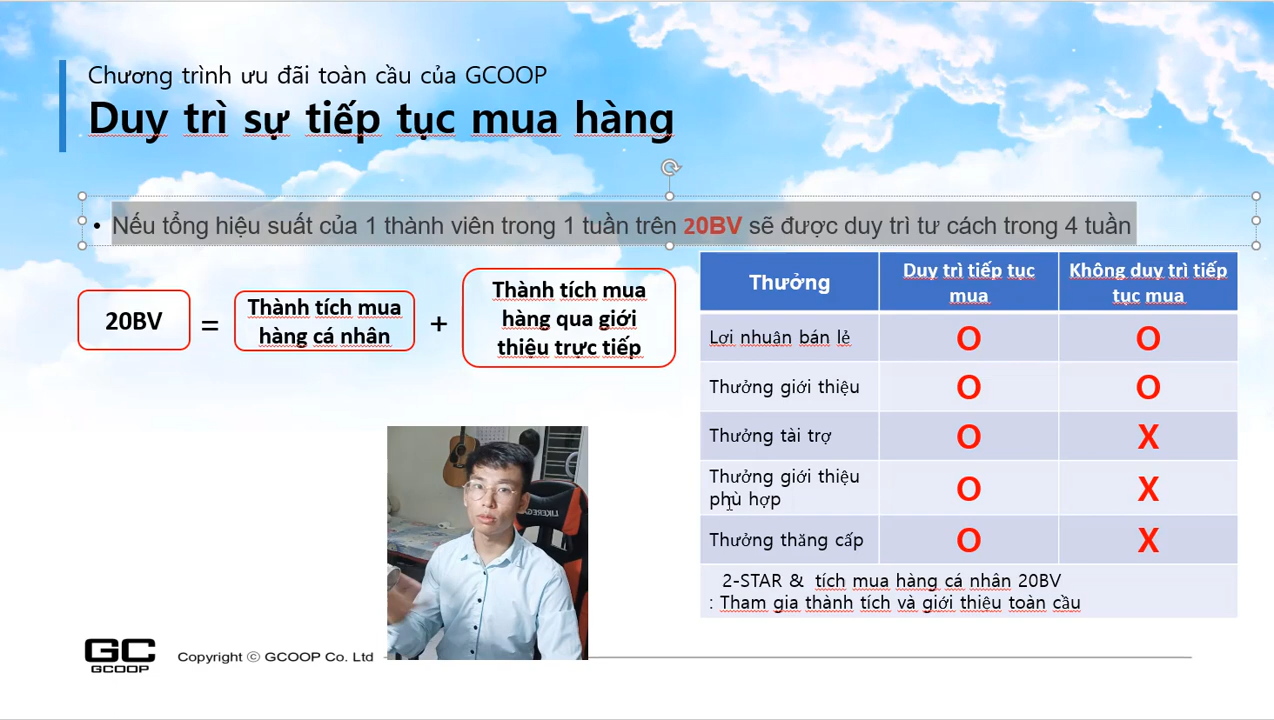 Chương trình ưu đãi toàn cầu của GCOOP
Duy trì sự tiếp tục mua hàng
• Nếu tổng hiệu suất của 1 thành viên trong 1 tuần trên 20BV sẽ được duy trì tư cách trong 4 tuần
20BV = Thành tích mua
hàng cá nhân
+
Thành tích mua
hàng qua giới
thiệu trực tiếp
Thưởng
Duy trì tiếp tục
mua
Không duy trì tiếp
tục mua
Lợi nhuận bán lẻ O O
Thưởng giới thiệu O O
Thưởng tài trợ O X
Thưởng giới thiệu
phù hợp O X
Thưởng thăng cấp O X
2-STAR & tích mua hàng cá nhân 20BV
: Tham gia thành tích và giới thiệu toàn cầu
GC
GCOOP
Copyright ⓒ GCOOP Co. Ltd